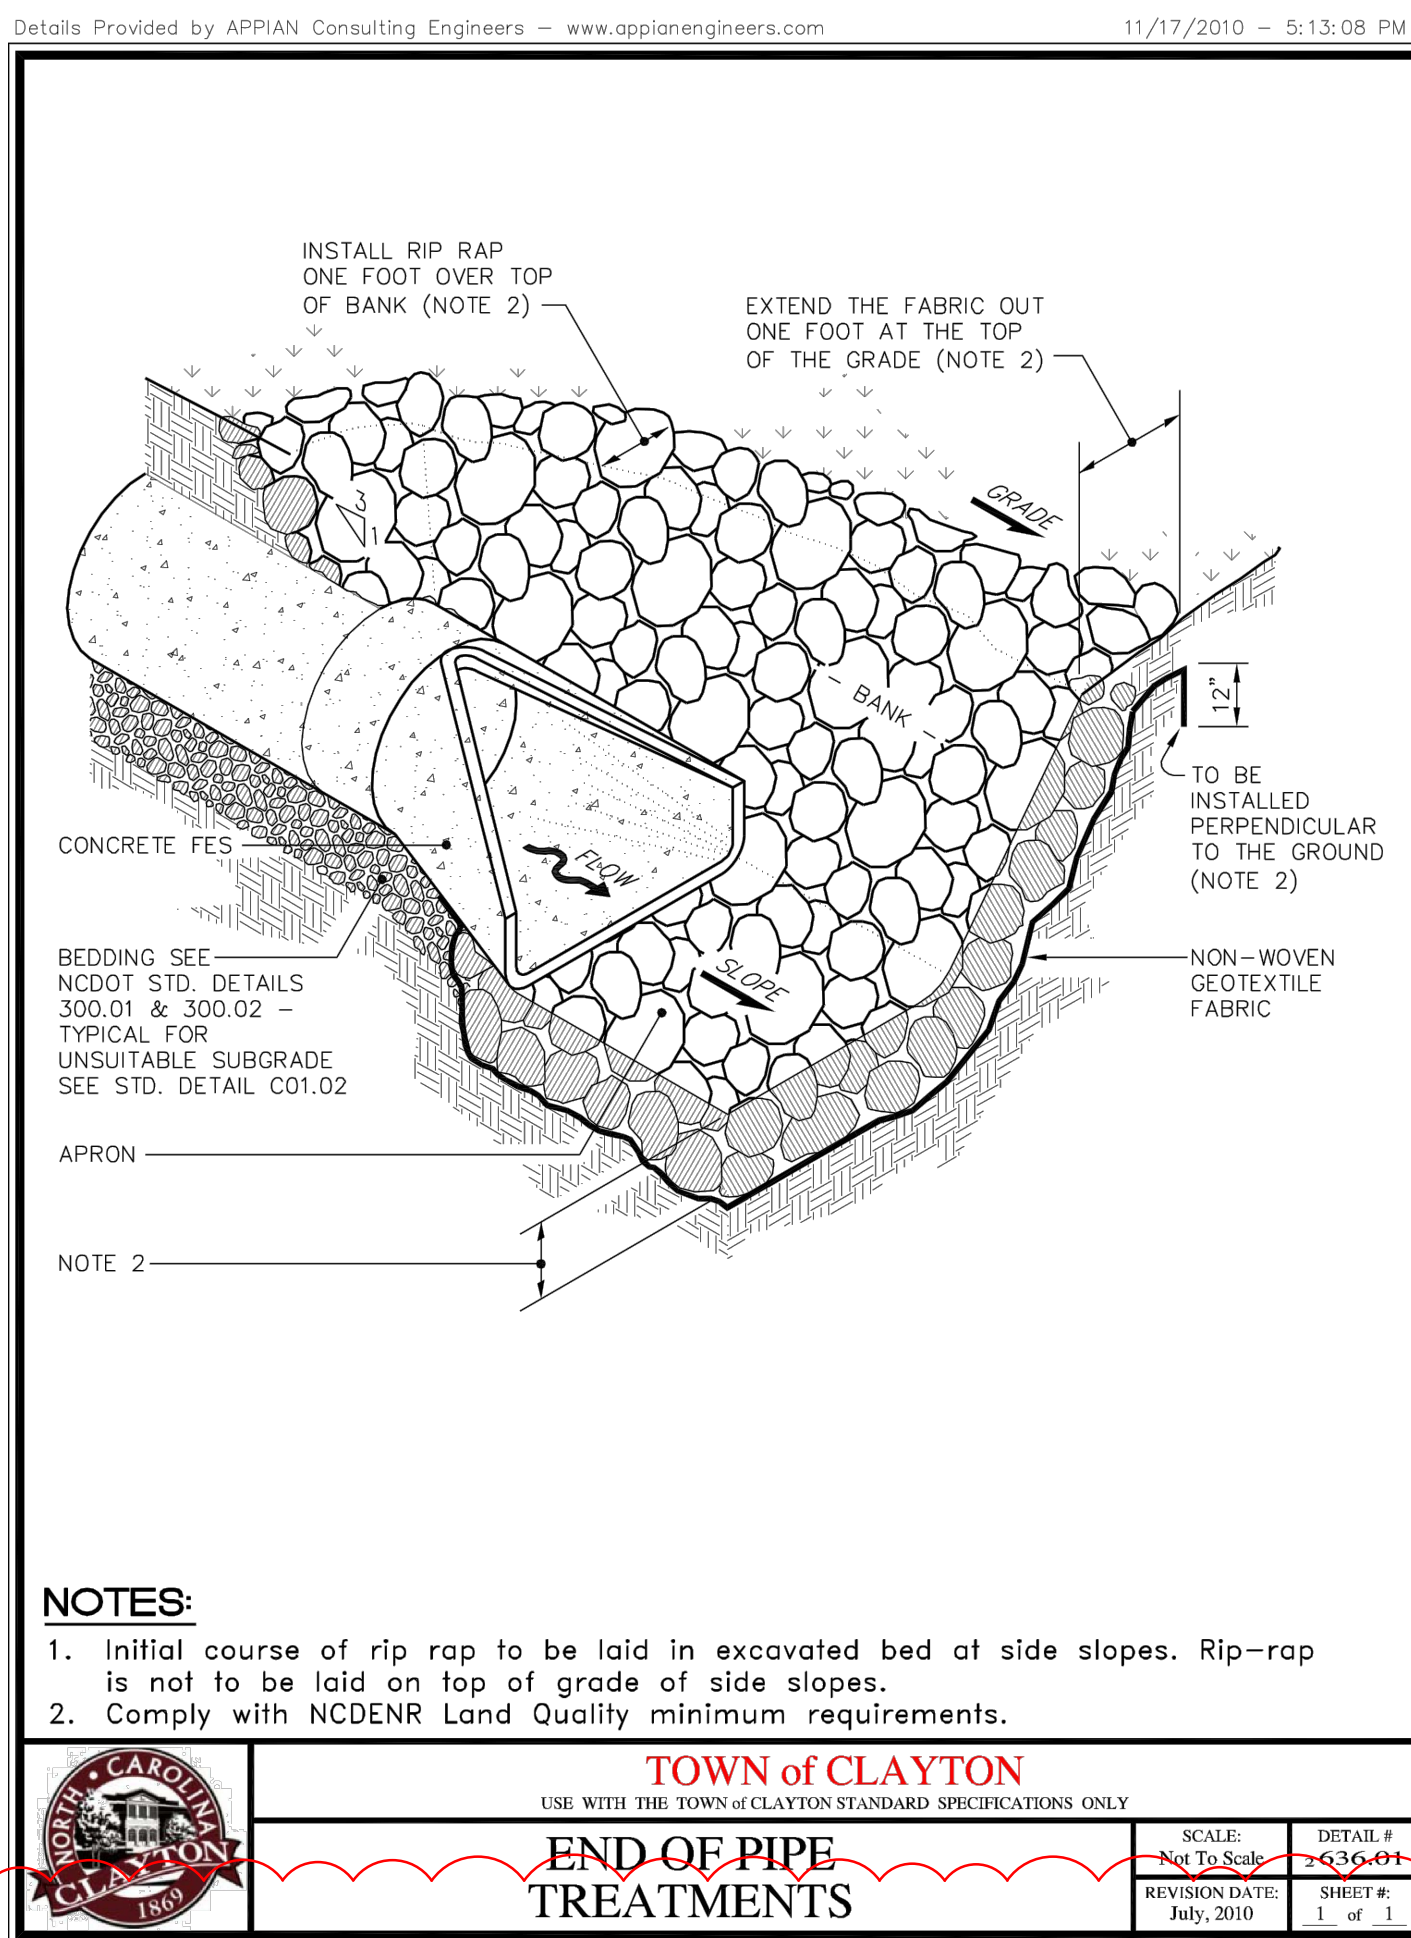 Details Provided by APPIAN Consulting Engineers – www.appianengineers.com
11/17/2010 – 5:13:08 PM
INSTALL RIP RAP
ONE FOOT OVER TOP
OF BANK (NOTE 2)
EXTEND THE FABRIC OUT
ONE FOOT AT THE TOP
OF THE GRADE (NOTE 2)
GRADE
3
1
BANK
12"
TO BE
INSTALLED
PERPENDICULAR
TO THE GROUND
(NOTE 2)
CONCRETE FES
FLOW
BEDDING SEE
NCDOT STD. DETAILS
300.01 & 300.02 –
TYPICAL FOR
UNSUITABLE SUBGRADE
SEE STD. DETAIL C01.02
SLOPE
NON–WOVEN
GEOTEXTILE
FABRIC
APRON
NOTE 2
NOTES:
1. Initial course of rip rap to be laid in excavated bed at side slopes. Rip–rap
is not to be laid on top of grade of side slopes.
2. Comply with NCDENR Land Quality minimum requirements.
NORTH • CAROLINA
CLAYTON
1869
TOWN of CLAYTON
USE WITH THE TOWN of CLAYTON STANDARD SPECIFICATIONS ONLY
END OF PIPE
TREATMENTS
SCALE:
Not To Scale
DETAIL #
2 636.01
REVISION DATE:
July, 2010
SHEET #:
1 of 1